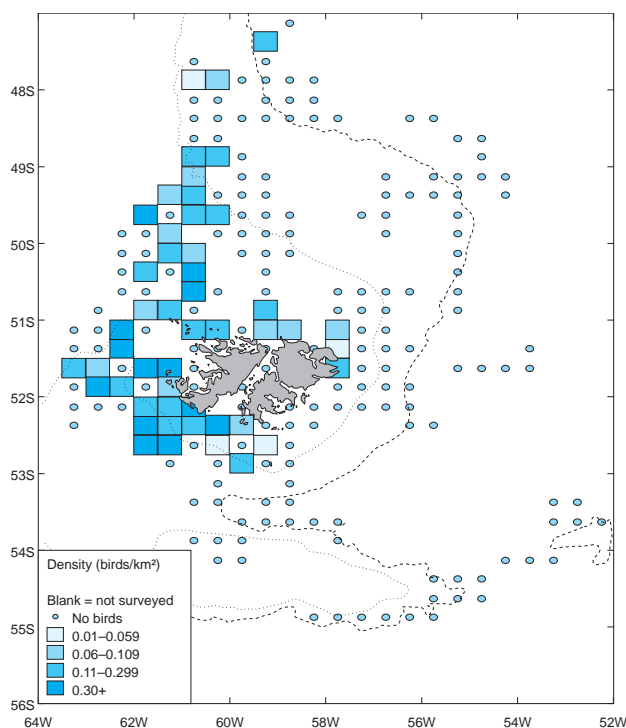 48S
49S
50S
51S
52S
53S
54S
55S
56S
Density (birds/km²)
Blank = not surveyed
No birds
0.01–0.059
0.06–0.109
0.11–0.299
0.30+
64W 62W 60W 58W 56W 54W 52W